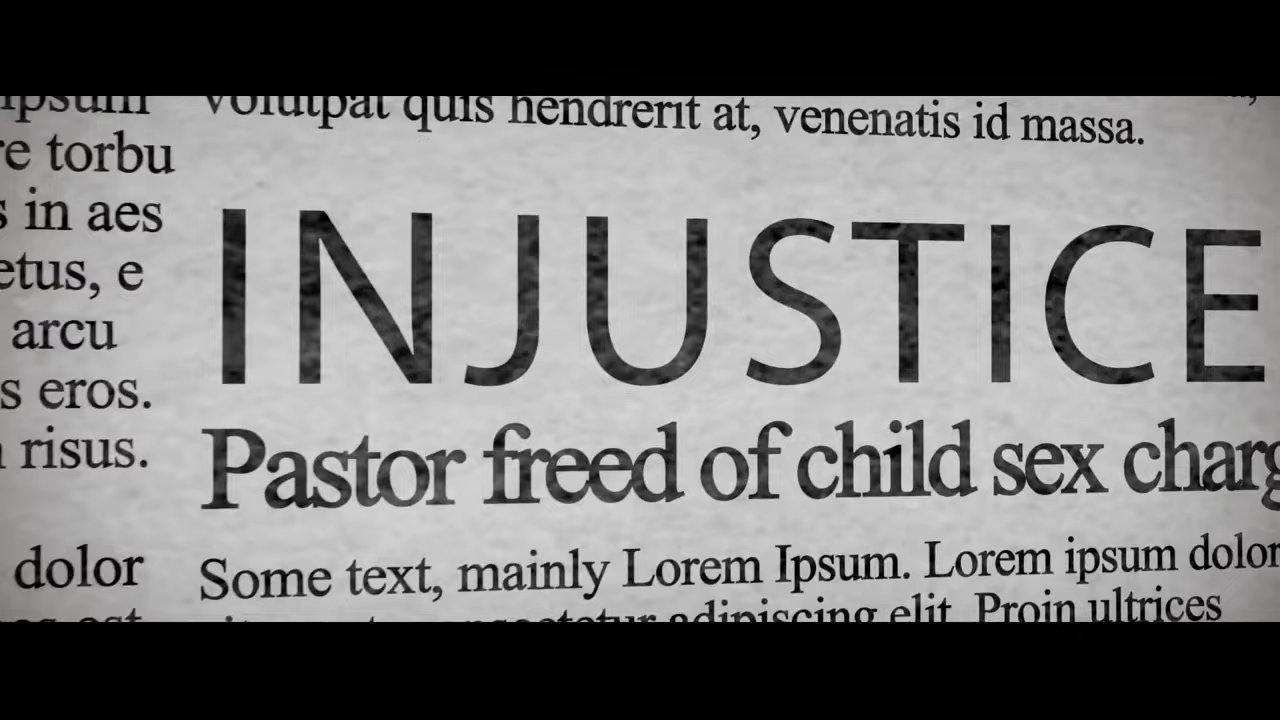 ipsum
re torbu
s in aes
etus, e
arcu
s eros.
risus.
dolor
volutpat quis hendrerit at, venenatis id massa.
INJUSTICE
Pastor freed of child sex charg
Some text, mainly Lorem Ipsum. Lorem ipsum dolor
adipiscing elit. Proin ultrices